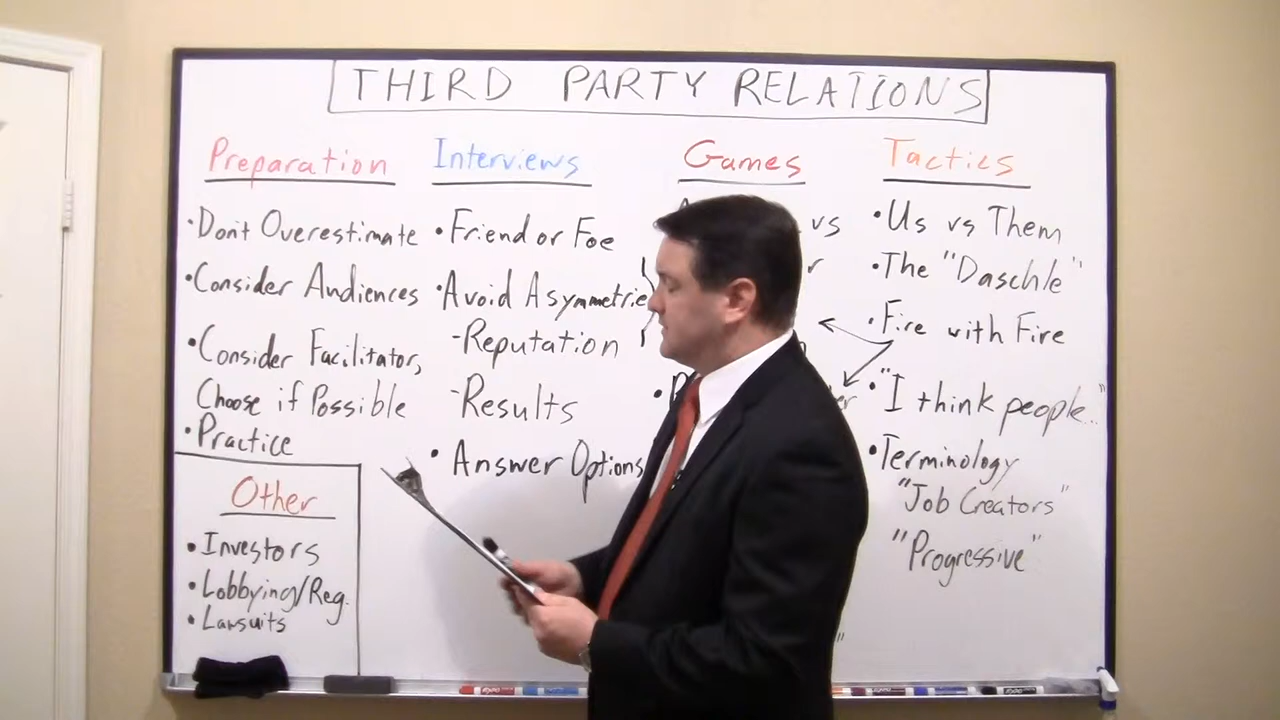 THIRD PARTY RELATIONS
Preparation
· Dont Overestimate
· Consider Audiences
· Consider Facilitator,
Choose if Possible
· Practice
Other
· Investors
· Lobbying/Reg.
· Lawsuits
Interviews
· Friend or Foe
· Avoid Asymmetrie
- Reputation
- Results
· Answer Options
Games
vs
Tactics
· Us vs Them
· The "Daschle"
· Fire with Fire
· "I think people.."
· Terminology
"Job Creators"
"Progressive"